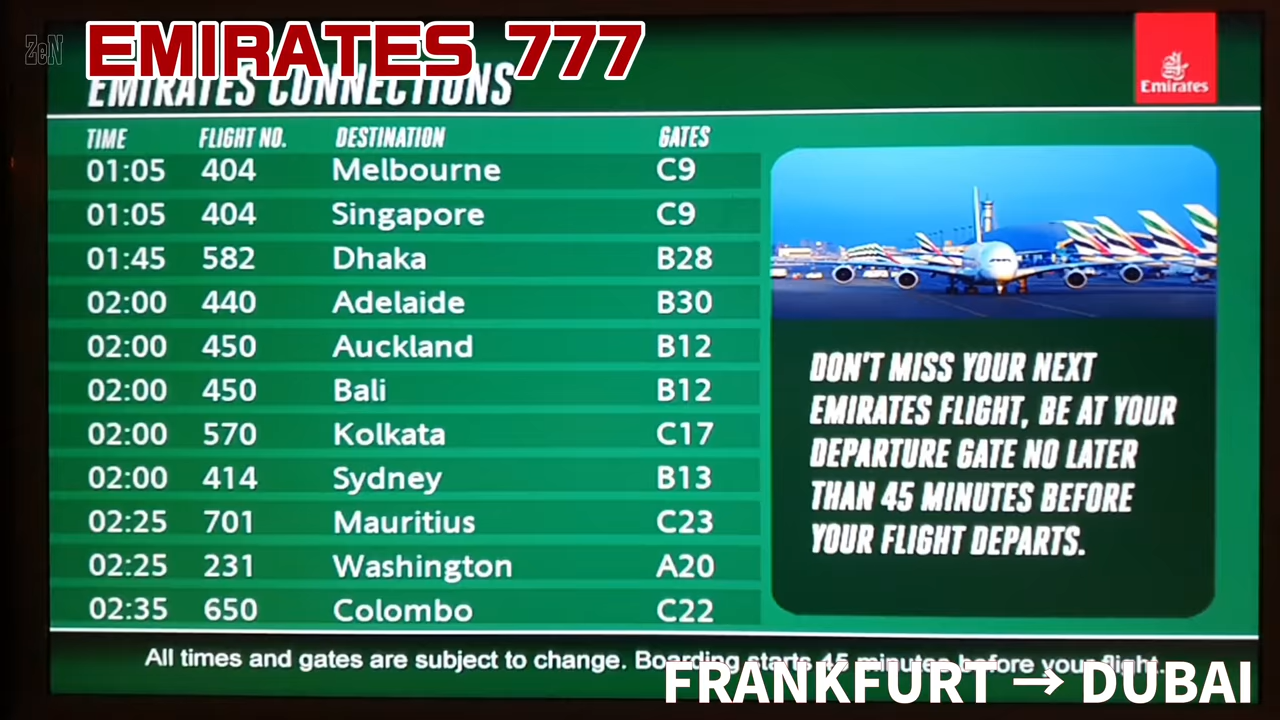 ZeN
EMIRATES 777
EMIRATES CONNECTIONS
Emirates
TIME FLIGHT NO. DESTINATION GATES
01:05 404 Melbourne C9
01:05 404 Singapore C9
01:45 582 Dhaka B28
02:00 440 Adelaide B30
02:00 450 Auckland B12
02:00 450 Bali B12
02:00 570 Kolkata C17
02:00 414 Sydney B13
02:25 701 Mauritius C23
02:25 231 Washington A20
02:35 650 Colombo C22
DON'T MISS YOUR NEXT
EMIRATES FLIGHT, BE AT YOUR
DEPARTURE GATE NO LATER
THAN 45 MINUTES BEFORE
YOUR FLIGHT DEPARTS.
All times and gates are subject to change. Boarding starts 45 minutes before your flight.
FRANKFURT → DUBAI